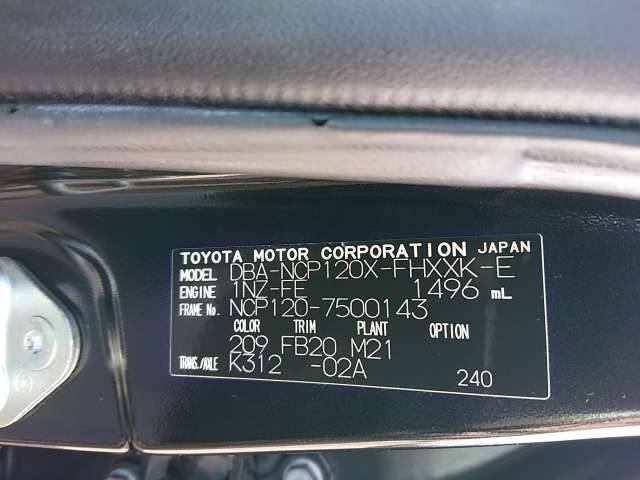 TOYOTA MOTOR CORPORATION JAPAN
MODEL DBA-NCP120X-FHXXK-E
ENGINE 1NZ-FE 1496 mL
FRAME No. NCP120-7500143
COLOR TRIM PLANT OPTION
209 FB20 M21
TRANS./AXLE K312 -02A
240